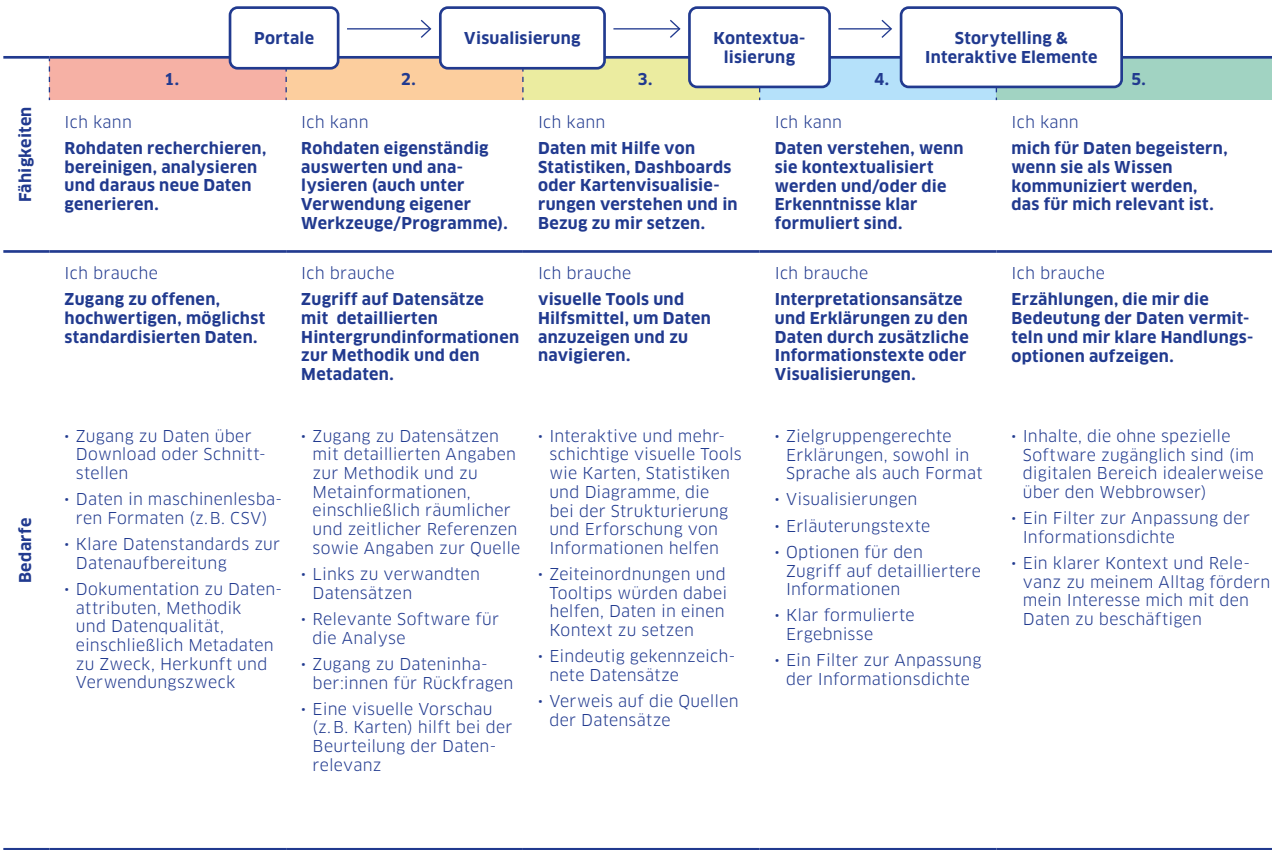 Portale
Visualisierung
Kontextua-
lisierung
Storytelling &
Interaktive Elemente
1.
2.
3.
4.
5.
Fähigkeiten
Ich kann
Rohdaten recherchieren,
bereinigen, analysieren
und daraus neue Daten
generieren.
Ich kann
Rohdaten eigenständig
auswerten und ana-
lysieren (auch unter
Verwendung eigener
Werkzeuge/Programme).
Ich kann
Daten mit Hilfe von
Statistiken, Dashboards
oder Kartenvisualisie-
rungen verstehen und in
Bezug zu mir setzen.
Ich kann
Daten verstehen, wenn
sie kontextualisiert
werden und/oder die
Erkenntnisse klar
formuliert sind.
Ich kann
mich für Daten begeistern,
wenn sie als Wissen
kommuniziert werden,
das für mich relevant ist.
Bedarfe
Ich brauche
Zugang zu offenen,
hochwertigen, möglichst
standardisierten Daten.
• Zugang zu Daten über
Download oder Schnitt-
stellen
• Daten in maschinenlesba-
ren Formaten (z.B. CSV)
• Klare Datenstandards zur
Datenaufbereitung
• Dokumentation zu Daten-
attributen, Methodik
und Datenqualität,
einschließlich Metadaten
zu Zweck, Herkunft und
Verwendungszweck
Ich brauche
Zugriff auf Datensätze
mit detaillierten
Hintergrundinformationen
zur Methodik und den
Metadaten.
• Zugang zu Datensätzen
mit detaillierten Angaben
zur Methodik und zu
Metainformationen,
einschließlich räumlicher
und zeitlicher Referenzen
sowie Angaben zur Quelle
• Links zu verwandten
Datensätzen
• Relevante Software für
die Analyse
• Zugang zu Dateninha-
ber:innen für Rückfragen
• Eine visuelle Vorschau
(z.B. Karten) hilft bei der
Beurteilung der Daten-
relevanz
Ich brauche
visuelle Tools und
Hilfsmittel, um Daten
anzuzeigen und zu
navigieren.
• Interaktive und mehr-
schichtige visuelle Tools
wie Karten, Statistiken
und Diagramme, die
bei der Strukturierung
und Erforschung von
Informationen helfen
• Zeiteinordnungen und
Tooltips würden dabei
helfen, Daten in einen
Kontext zu setzen
• Eindeutig gekennzeich-
nete Datensätze
• Verweis auf die Quellen
der Datensätze
Ich brauche
Interpretationsansätze
und Erklärungen zu den
Daten durch zusätzliche
Informationstexte oder
Visualisierungen.
• Zielgruppengerechte
Erklärungen, sowohl in
Sprache als auch Format
• Visualisierungen
• Erläuterungstexte
• Optionen für den
Zugriff auf detailliertere
Informationen
• Klar formulierte
Ergebnisse
• Ein Filter zur Anpassung
der Informationsdichte
Ich brauche
Erzählungen, die mir die
Bedeutung der Daten vermit-
teln und mir klare Handlungs-
optionen aufzeigen.
• Inhalte, die ohne spezielle
Software zugänglich sind (im
digitalen Bereich idealerweise
über den Webbrowser)
• Ein Filter zur Anpassung der
Informationsdichte
• Ein klarer Kontext und Rele-
vanz zu meinem Alltag fördern
mein Interesse mich mit den
Daten zu beschäftigen